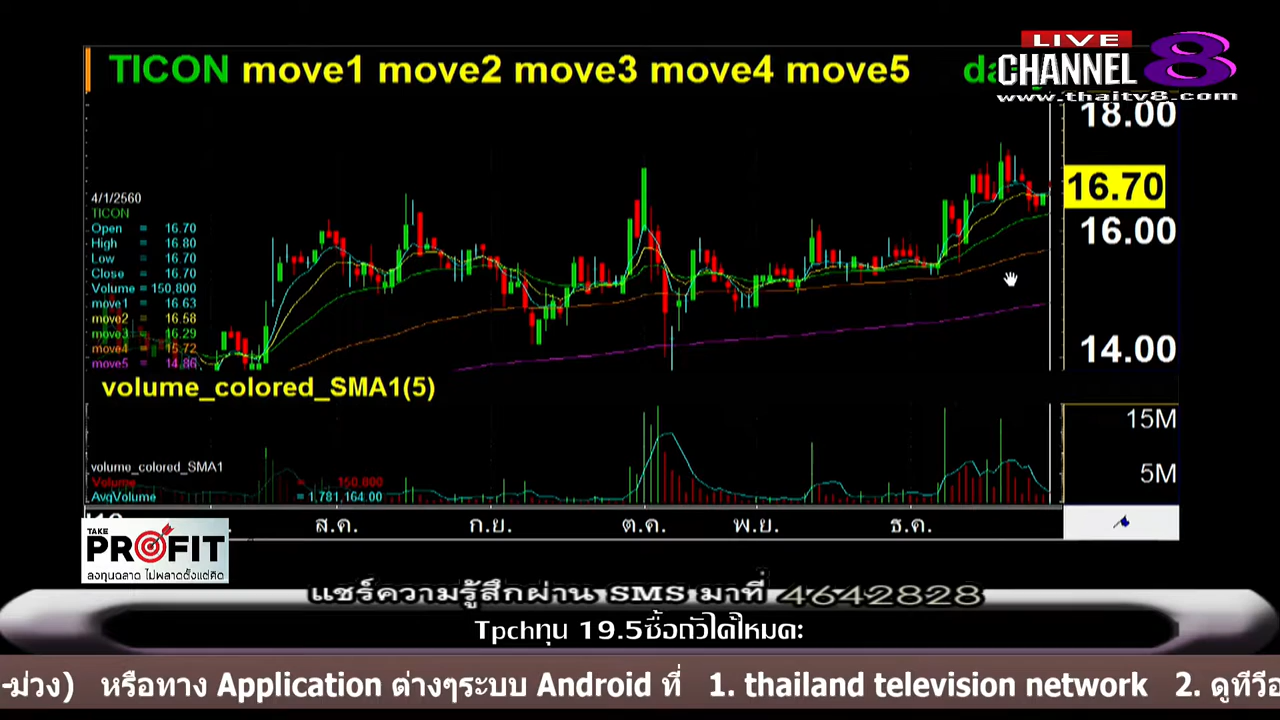 LIVE
CHANNEL 8
www.thaitv8.com
TICON move1 move2 move3 move4 move5
18.00
16.70
16.00
14.00
4/1/2560
TICON
Open = 16.70
High = 16.80
Low = 16.70
Close = 16.70
Volume = 150,800
move1 = 16.63
move2 = 16.58
move3 = 16.29
move4 = 15.72
move5 = 14.86
volume_colored_SMA1(5)
15M
5M
volume_colored_SMA1
Volume = 150,800
AvgVolume = 1,781,164.00
ส.ค. ก.ย. ต.ค. พ.ย. ธ.ค.
TAKE
PROFIT
ลงทุนฉลาด ไม่พลาดตั้งแต่คิด
แชร์ความรู้สึกผ่าน SMS มาที่ 4642828
Tpchทุน 19.5ซื้อถัวได้ไหมคะ
-ม่วง) หรือทาง Application ต่างๆระบบ Android ที่ 1. thailand television network 2. ดูทีวีอ